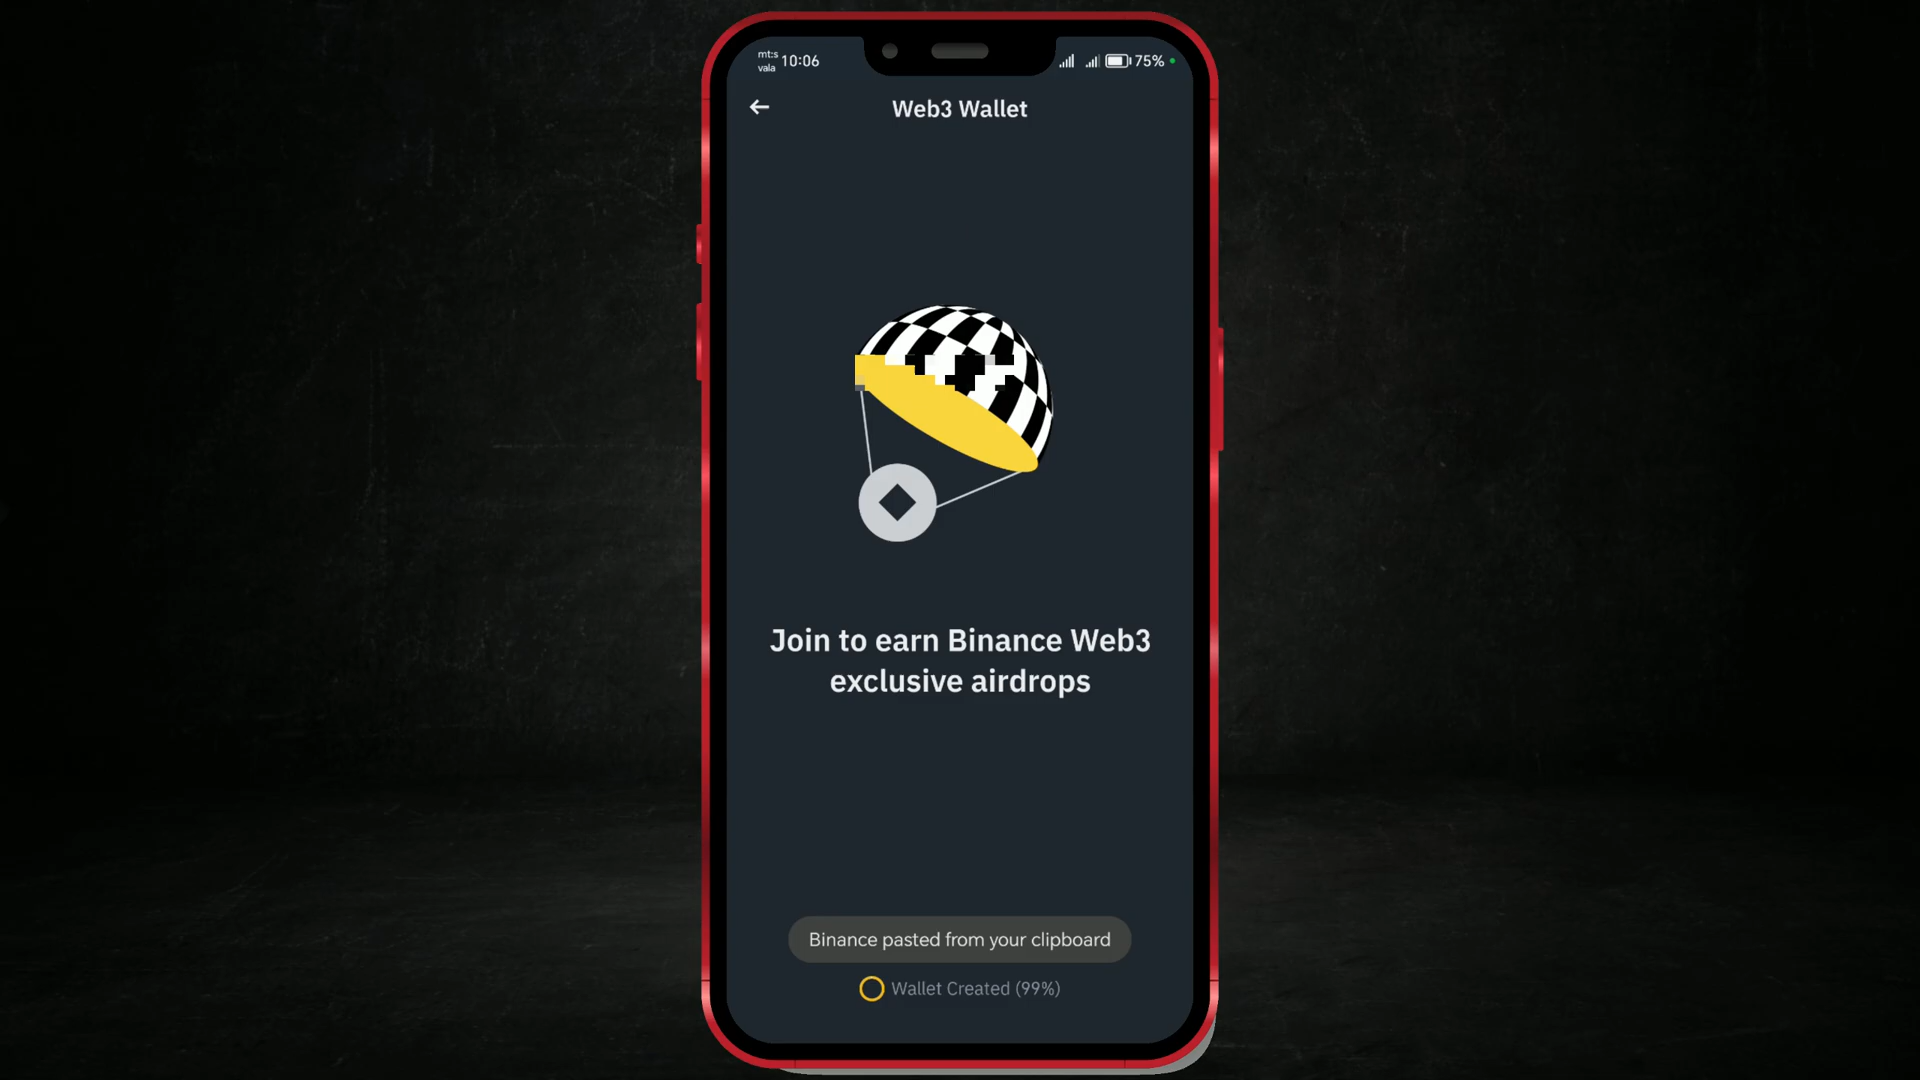 mt:s
vala
10:06
75%
Web3 Wallet
Join to earn Binance Web3
exclusive airdrops
Binance pasted from your clipboard
Wallet Created (99%)